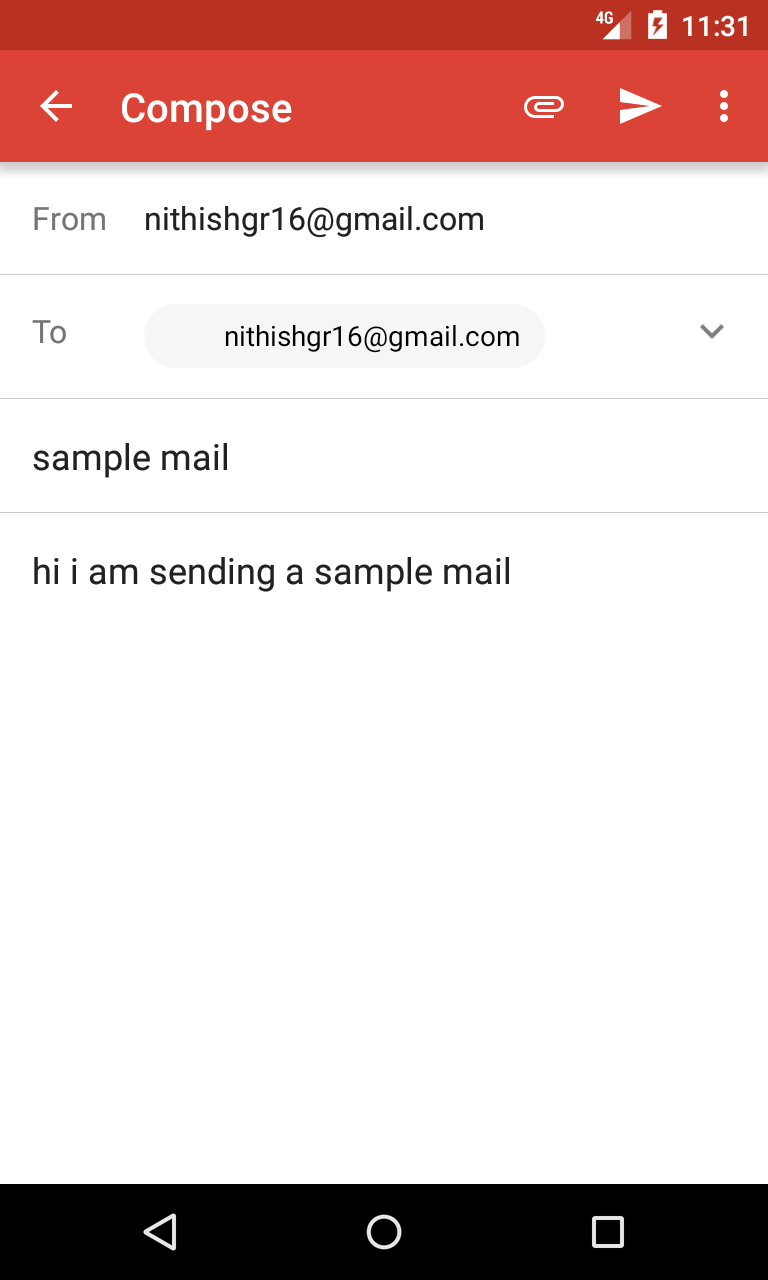 4G 11:31
Compose
From nithishgr16@gmail.com
To nithishgr16@gmail.com
sample mail
hi i am sending a sample mail